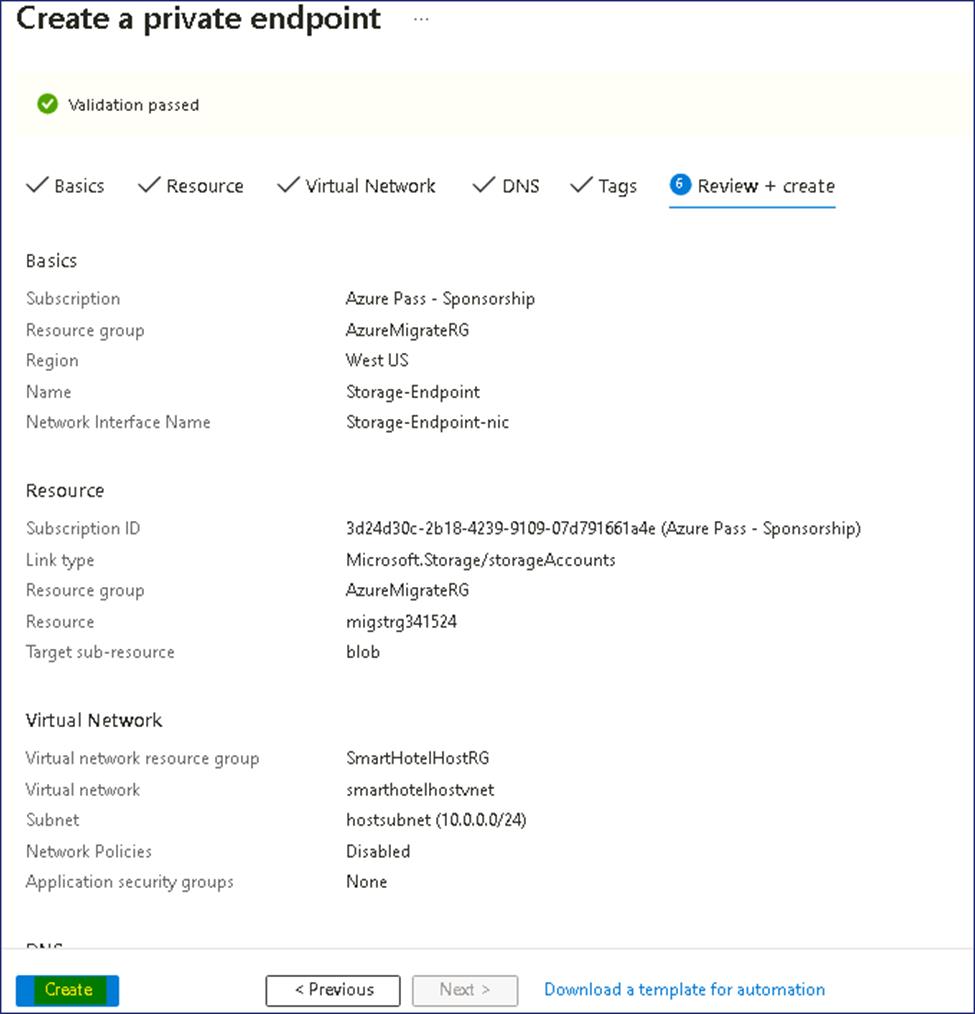 Create a private endpoint ...
Validation passed
Basics Resource Virtual Network DNS Tags 6 Review + create
Basics
Subscription Azure Pass - Sponsorship
Resource group AzureMigrateRG
Region West US
Name Storage-Endpoint
Network Interface Name Storage-Endpoint-nic
Resource
Subscription ID 3d24d30c-2b18-4239-9109-07d791661a4e (Azure Pass - Sponsorship)
Link type Microsoft.Storage/storageAccounts
Resource group AzureMigrateRG
Resource migstrg341524
Target sub-resource blob
Virtual Network
Virtual network resource group SmartHotelHostRG
Virtual network smarthotelhostvnet
Subnet hostsubnet (10.0.0.0/24)
Network Policies Disabled
Application security groups None
DNS
Create < Previous Next > Download a template for automation